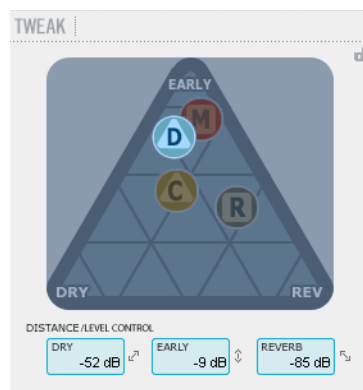 TWEAK
EARLY
M
D
C
R
DRY REV
DISTANCE /LEVEL CONTROL
DRY EARLY REVERB
-52 dB -9 dB -85 dB